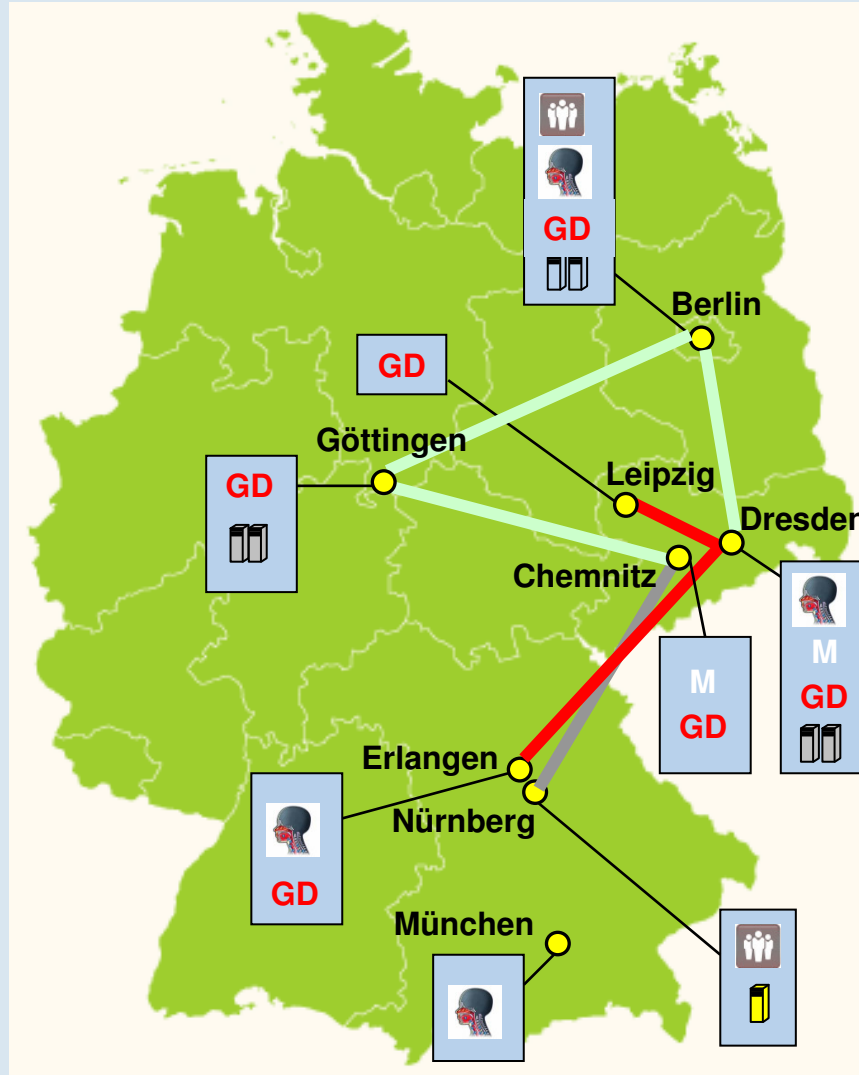 GD
Berlin
GD
Göttingen
GD
Leipzig
Dresden
Chemnitz
M
GD
M
GD
Erlangen
Nürnberg
GD
München